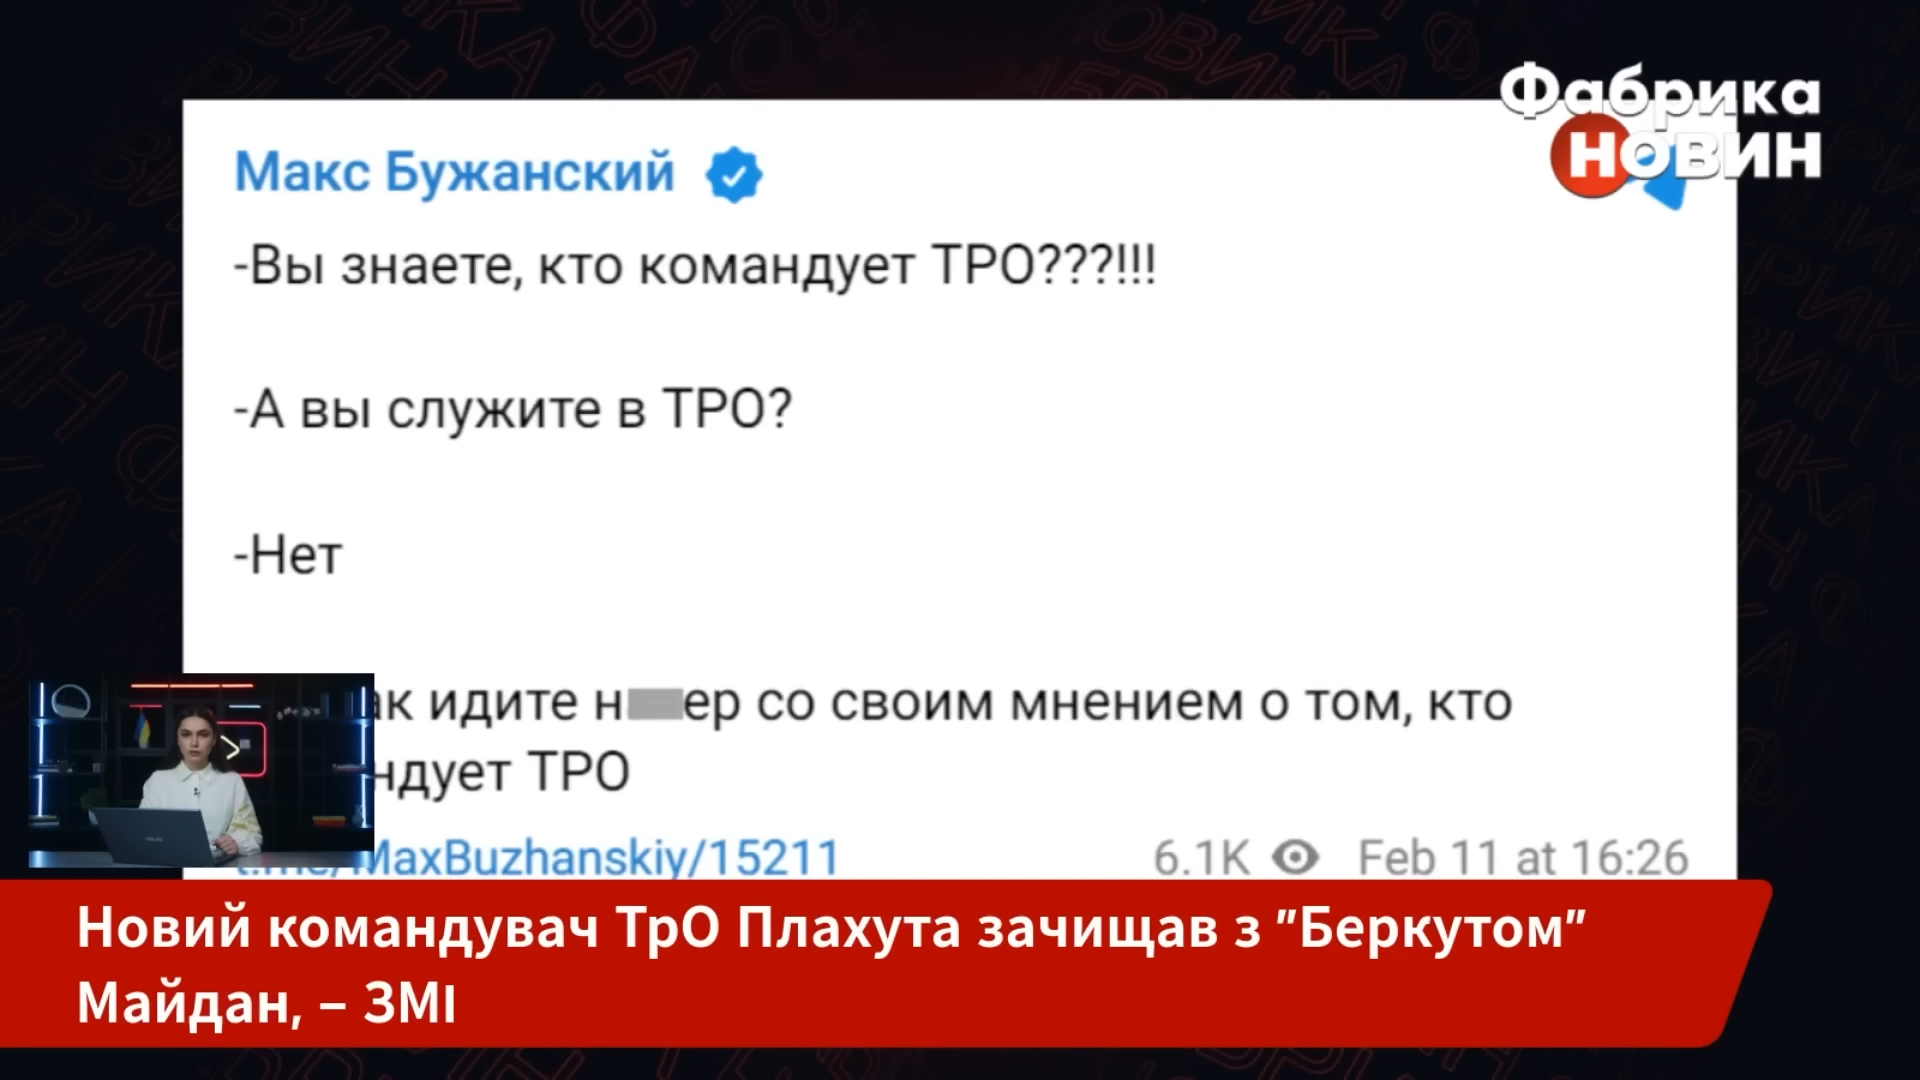 Фабрика
новин
Макс Бужанский
-Вы знаете, кто командует ТРО???!!!
-А вы служите в ТРО?
-Нет
идите н ер со своим мнением о том, кто
ТРО
MaxBuzhanskiy/15211
6.1K Feb 11 at 16:26
Новий командувач ТрО Плахута зачищав з "Беркутом"
Майдан, – ЗМІ